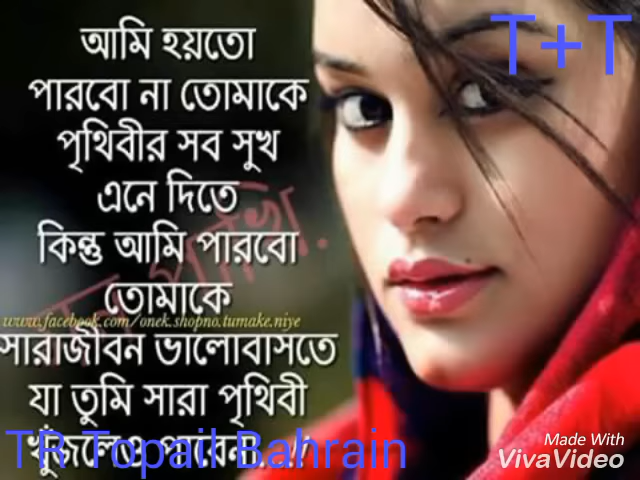 আমি হয়তো
পারবো না তোমাকে
পৃথিবীর সব সুখ
এনে দিতে
কিন্তু আমি পারবো
তোমাকে
www.facebook.com/onek.shopno.tumake.niye
সারাজীবন ভালোবাসতে
যা তুমি সারা পৃথিবী
খুঁজলেও পাবেনা...!!
T+T
TR Topail Bahrain
Made With
VivaVideo